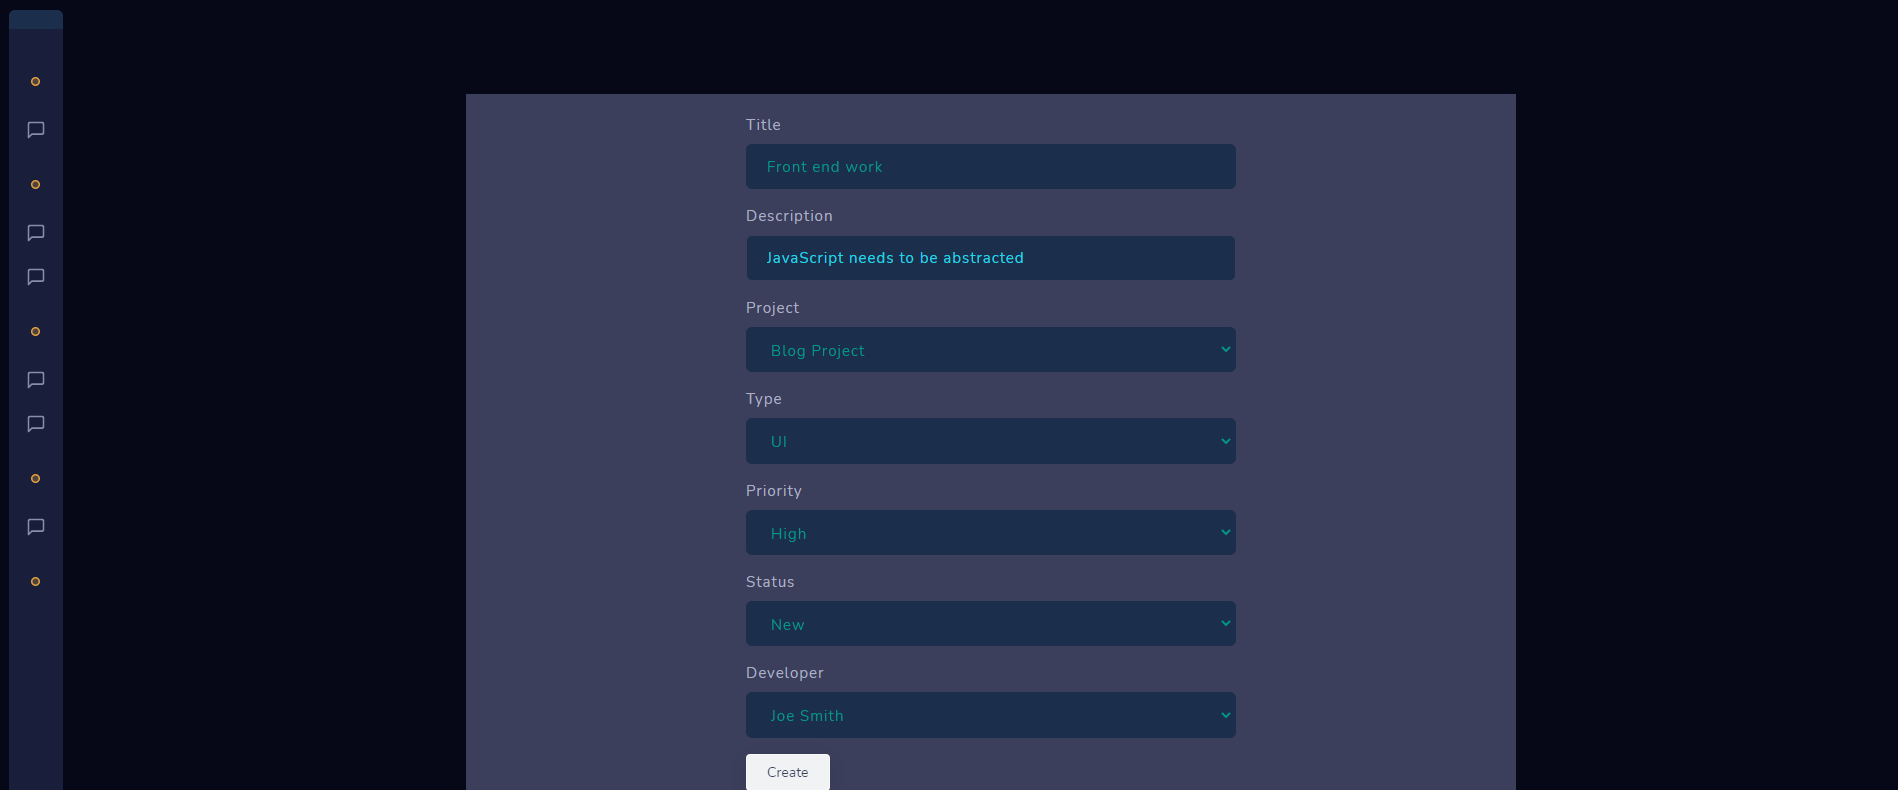 Title
Front end work
Description
JavaScript needs to be abstracted
Project
Blog Project
Type
UI
Priority
High
Status
New
Developer
Joe Smith
Create